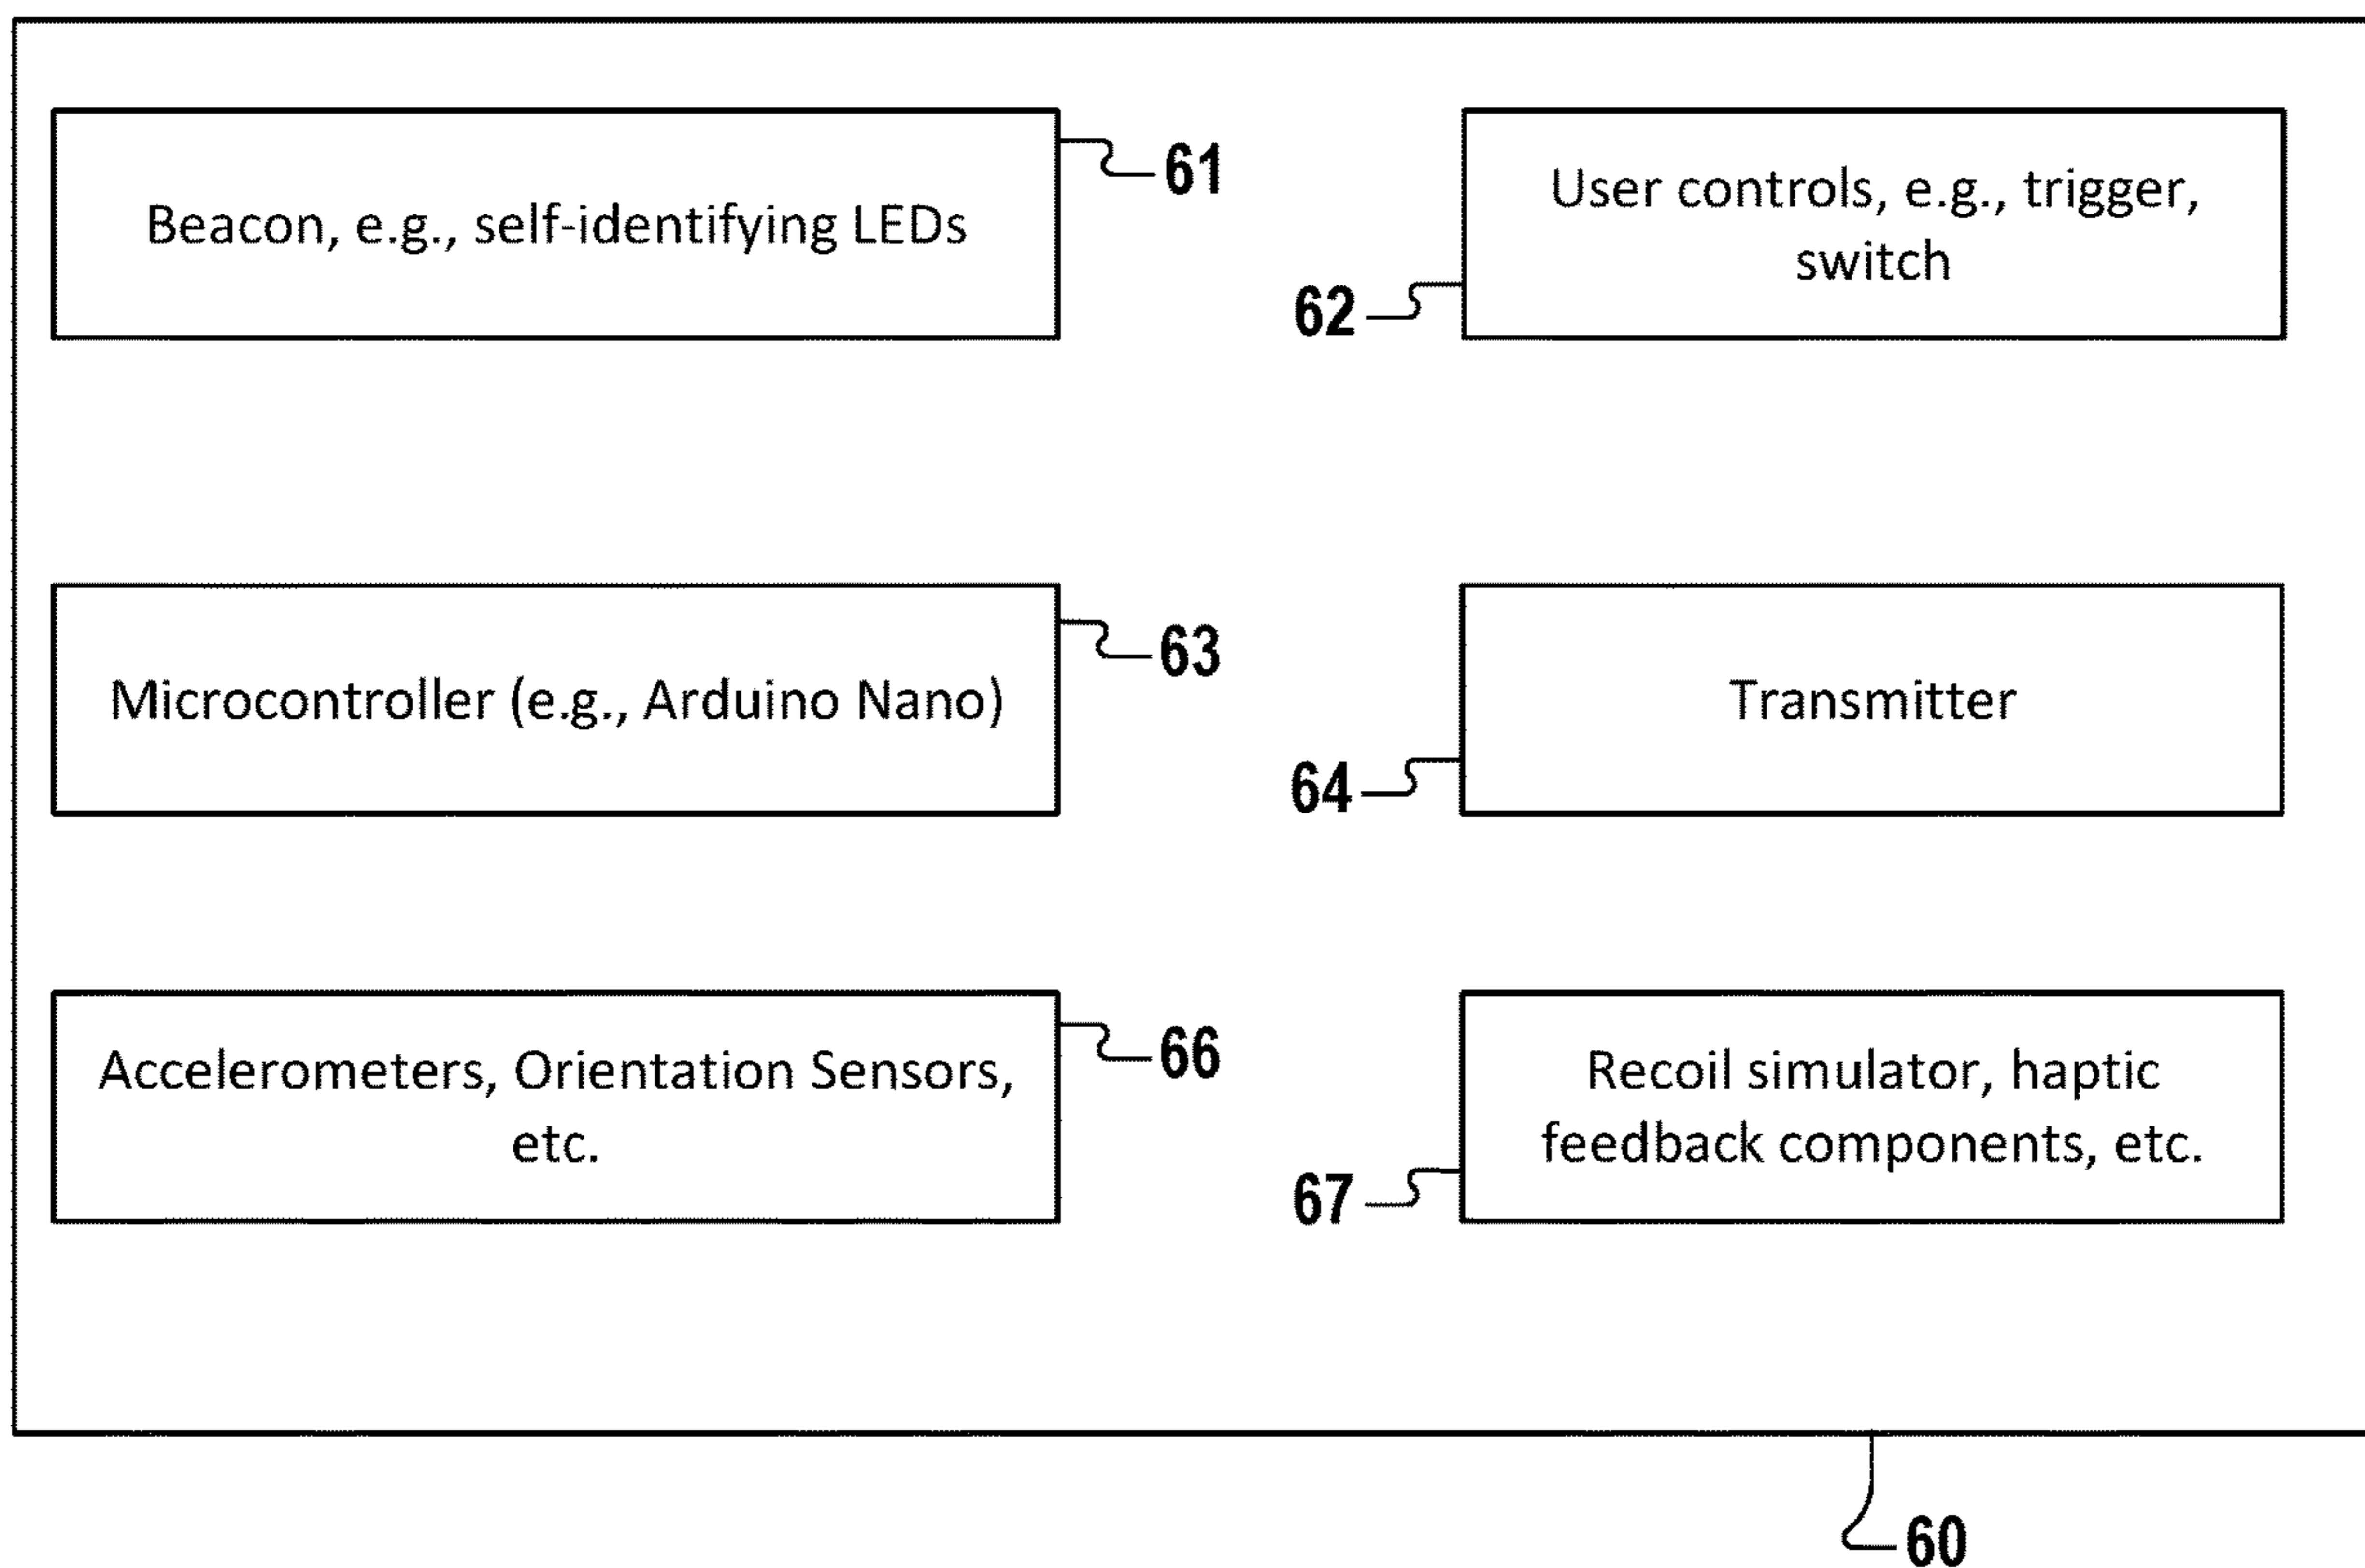 Beacon, e.g., self-identifying LEDs
61
User controls, e.g., trigger,
switch
62
Microcontroller (e.g., Arduino Nano)
63
Transmitter
64
Accelerometers, Orientation Sensors,
etc.
66
Recoil simulator, haptic
feedback components, etc.
67
60